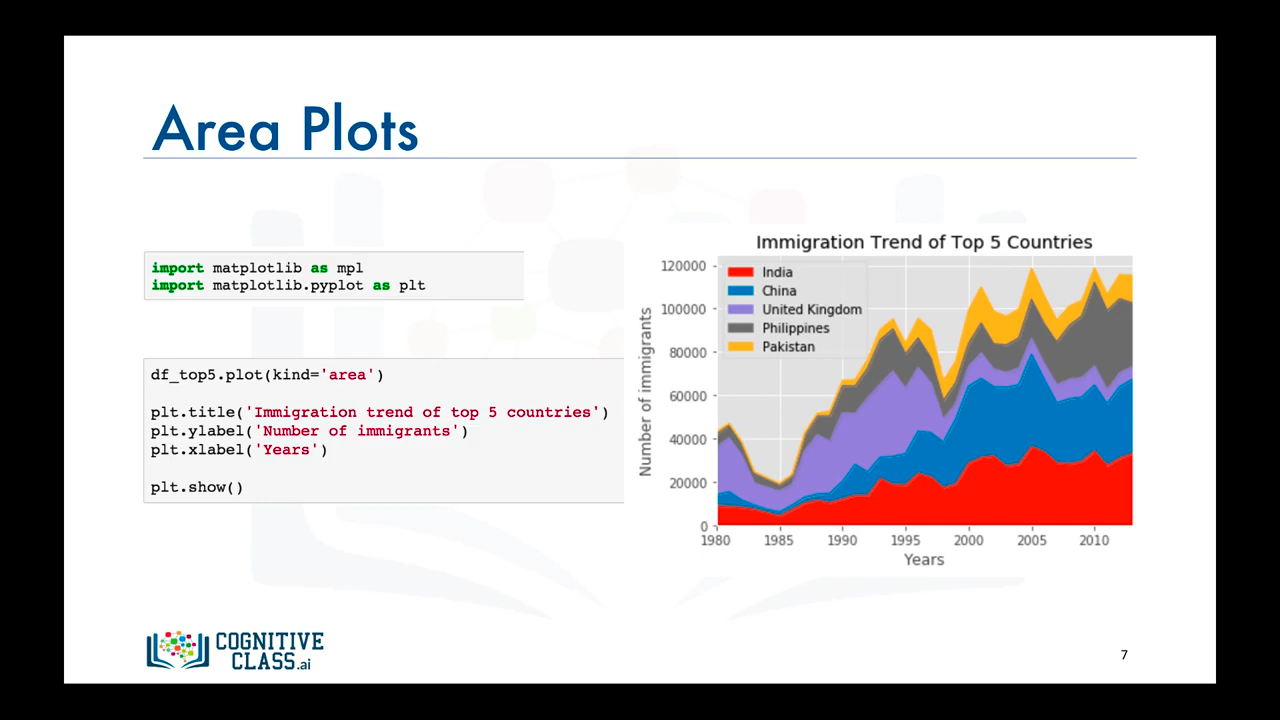 Area Plots
import matplotlib as mpl
import matplotlib.pyplot as plt
df_top5.plot(kind='area')
plt.title('Immigration trend of top 5 countries')
plt.ylabel('Number of immigrants')
plt.xlabel('Years')
plt.show()
Immigration Trend of Top 5 Countries
120000
100000
80000
60000
40000
20000
0
Number of immigrants
India
China
United Kingdom
Philippines
Pakistan
1980 1985 1990 1995 2000 2005 2010
Years
COGNITIVE
CLASS.ai
7